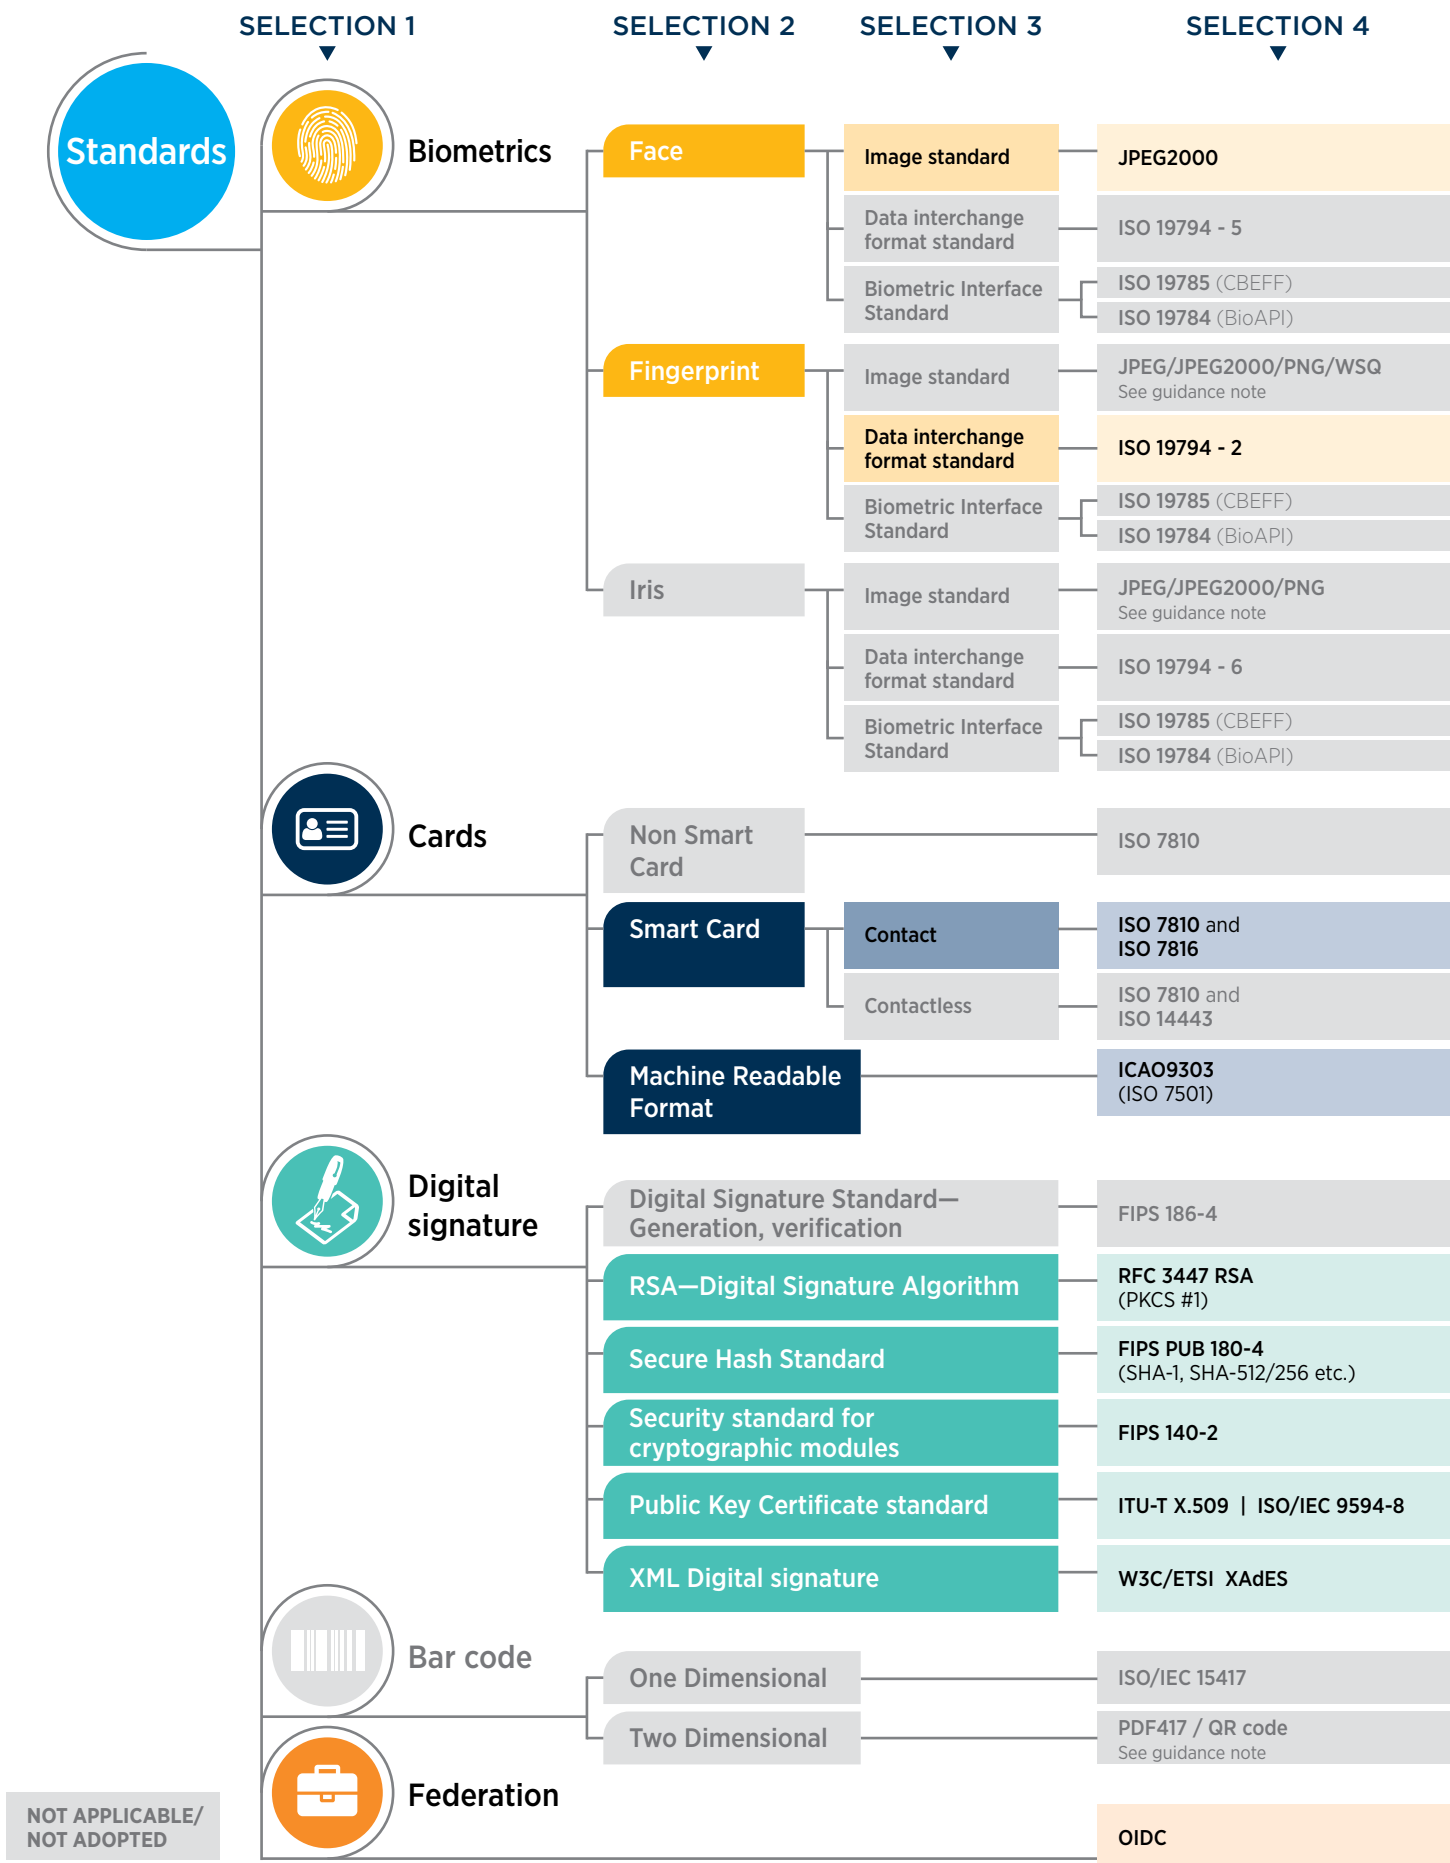 SELECTION 1
SELECTION 2
SELECTION 3
SELECTION 4
Standards
Biometrics
Face
Image standard
JPEG2000
Data interchange
format standard
ISO 19794 - 5
Biometric Interface
Standard
ISO 19785 (CBEFF)
ISO 19784 (BioAPI)
Fingerprint
Image standard
JPEG/JPEG2000/PNG/WSQ
See guidance note
Data interchange
format standard
ISO 19794 - 2
Biometric Interface
Standard
ISO 19785 (CBEFF)
ISO 19784 (BioAPI)
Iris
Image standard
JPEG/JPEG2000/PNG
See guidance note
Data interchange
format standard
ISO 19794 - 6
Biometric Interface
Standard
ISO 19785 (CBEFF)
ISO 19784 (BioAPI)
Cards
Non Smart
Card
ISO 7810
Smart Card
Contact
ISO 7810 and
ISO 7816
Contactless
ISO 7810 and
ISO 14443
Machine Readable
Format
ICAO9303
(ISO 7501)
Digital
signature
Digital Signature Standard—
Generation, verification
FIPS 186-4
RSA—Digital Signature Algorithm
RFC 3447 RSA
(PKCS #1)
Secure Hash Standard
FIPS PUB 180-4
(SHA-1, SHA-512/256 etc.)
Security standard for
cryptographic modules
FIPS 140-2
Public Key Certificate standard
ITU-T X.509 | ISO/IEC 9594-8
XML Digital signature
W3C/ETSI XAdES
Bar code
One Dimensional
ISO/IEC 15417
Two Dimensional
PDF417 / QR code
See guidance note
Federation
OIDC
NOT APPLICABLE/
NOT ADOPTED